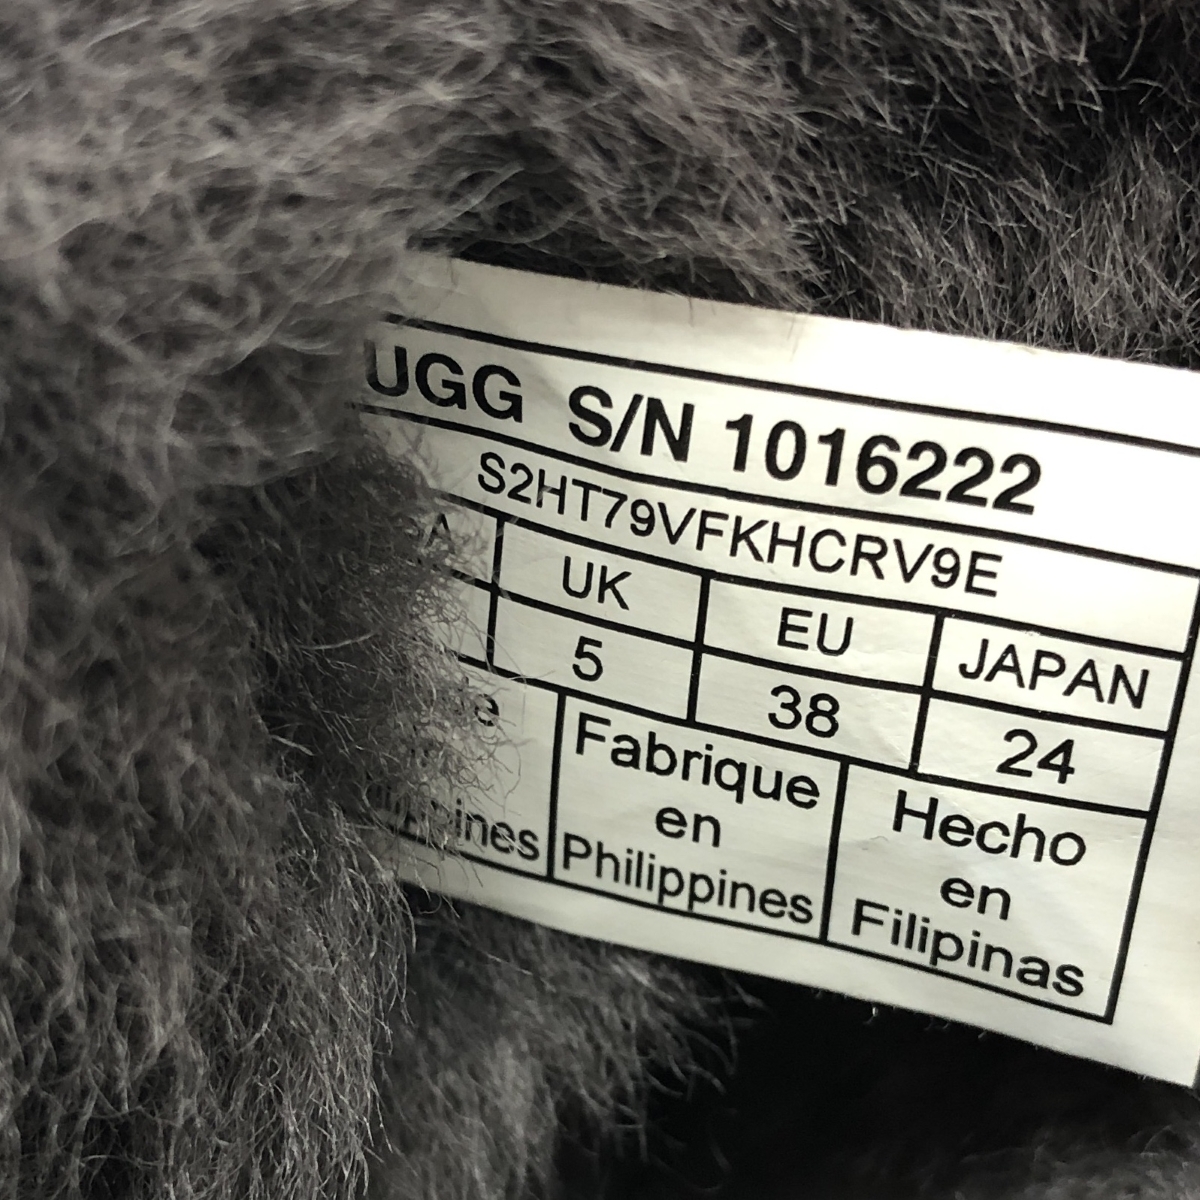 UGG S/N 1016222
S2HT79VFKHCRV9E
UK EU JAPAN
5 38 24
Fabrique
en
Philippines
Hecho
en
Filipinas